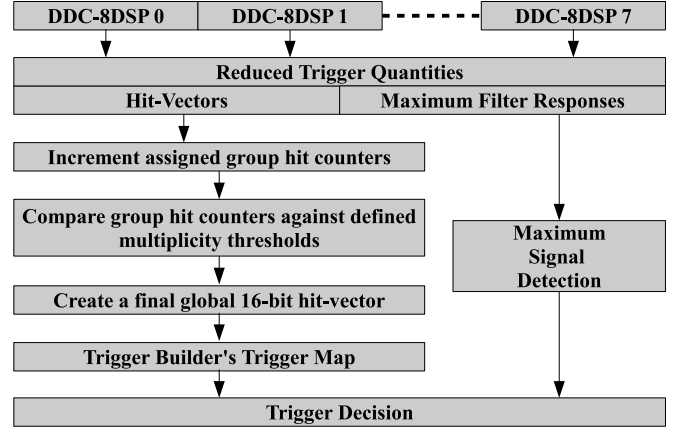 DDC-8DSP 0 DDC-8DSP 1 DDC-8DSP 7
Reduced Trigger Quantities
Hit-Vectors Maximum Filter Responses
Increment assigned group hit counters
Compare group hit counters against defined
multiplicity thresholds
Maximum
Signal
Detection
Create a final global 16-bit hit-vector
Trigger Builder's Trigger Map
Trigger Decision